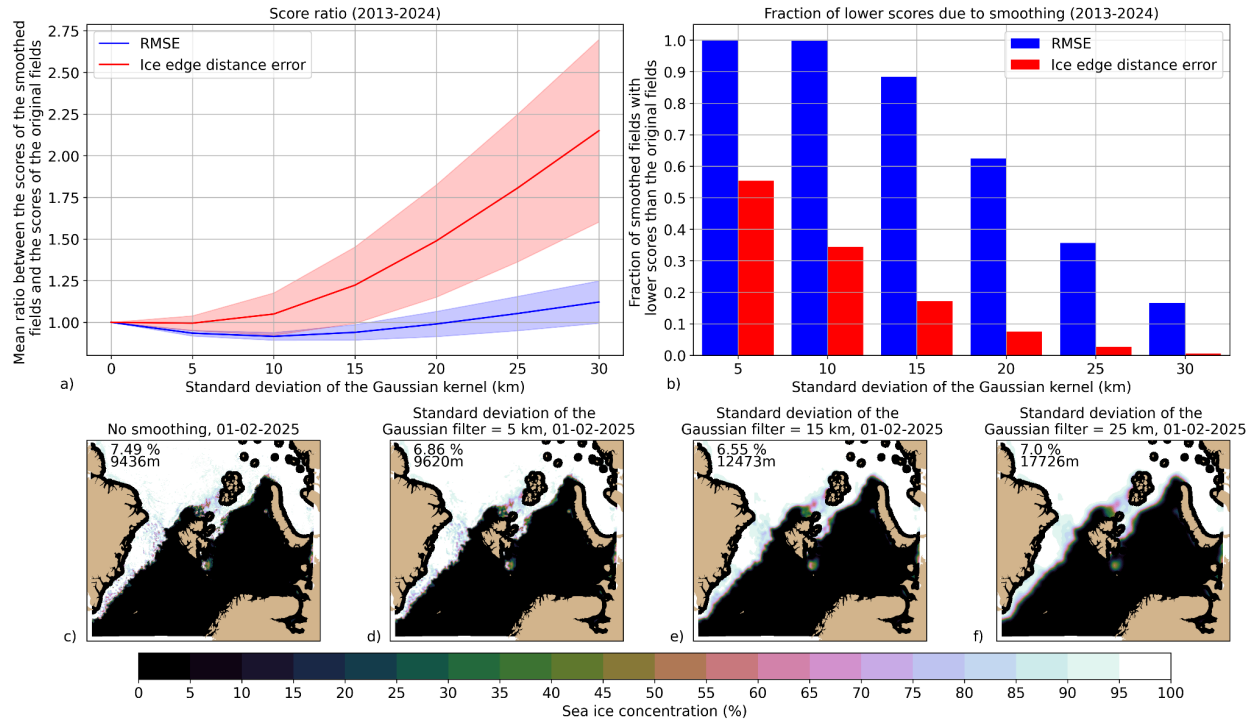 Score ratio (2013-2024)
Mean ratio between the scores of the smoothed
fields and the scores of the original fields
2.75
2.50
2.25
2.00
1.75
1.50
1.25
1.00
RMSE
Ice edge distance error
0 5 10 15 20 25 30
a)
Standard deviation of the Gaussian kernel (km)
Fraction of lower scores due to smoothing (2013-2024)
Fraction of smoothed fields with
lower scores than the original fields
1.0
0.9
0.8
0.7
0.6
0.5
0.4
0.3
0.2
0.1
0.0
RMSE
Ice edge distance error
5 10 15 20 25 30
b)
Standard deviation of the Gaussian kernel (km)
No smoothing, 01-02-2025
7.49 %
9436m
c)
Standard deviation of the
Gaussian filter = 5 km, 01-02-2025
6.86 %
9620m
d)
Standard deviation of the
Gaussian filter = 15 km, 01-02-2025
6.55 %
12473m
e)
Standard deviation of the
Gaussian filter = 25 km, 01-02-2025
7.0 %
17726m
f)
0 5 10 15 20 25 30 35 40 45 50 55 60 65 70 75 80 85 90 95 100
Sea ice concentration (%)